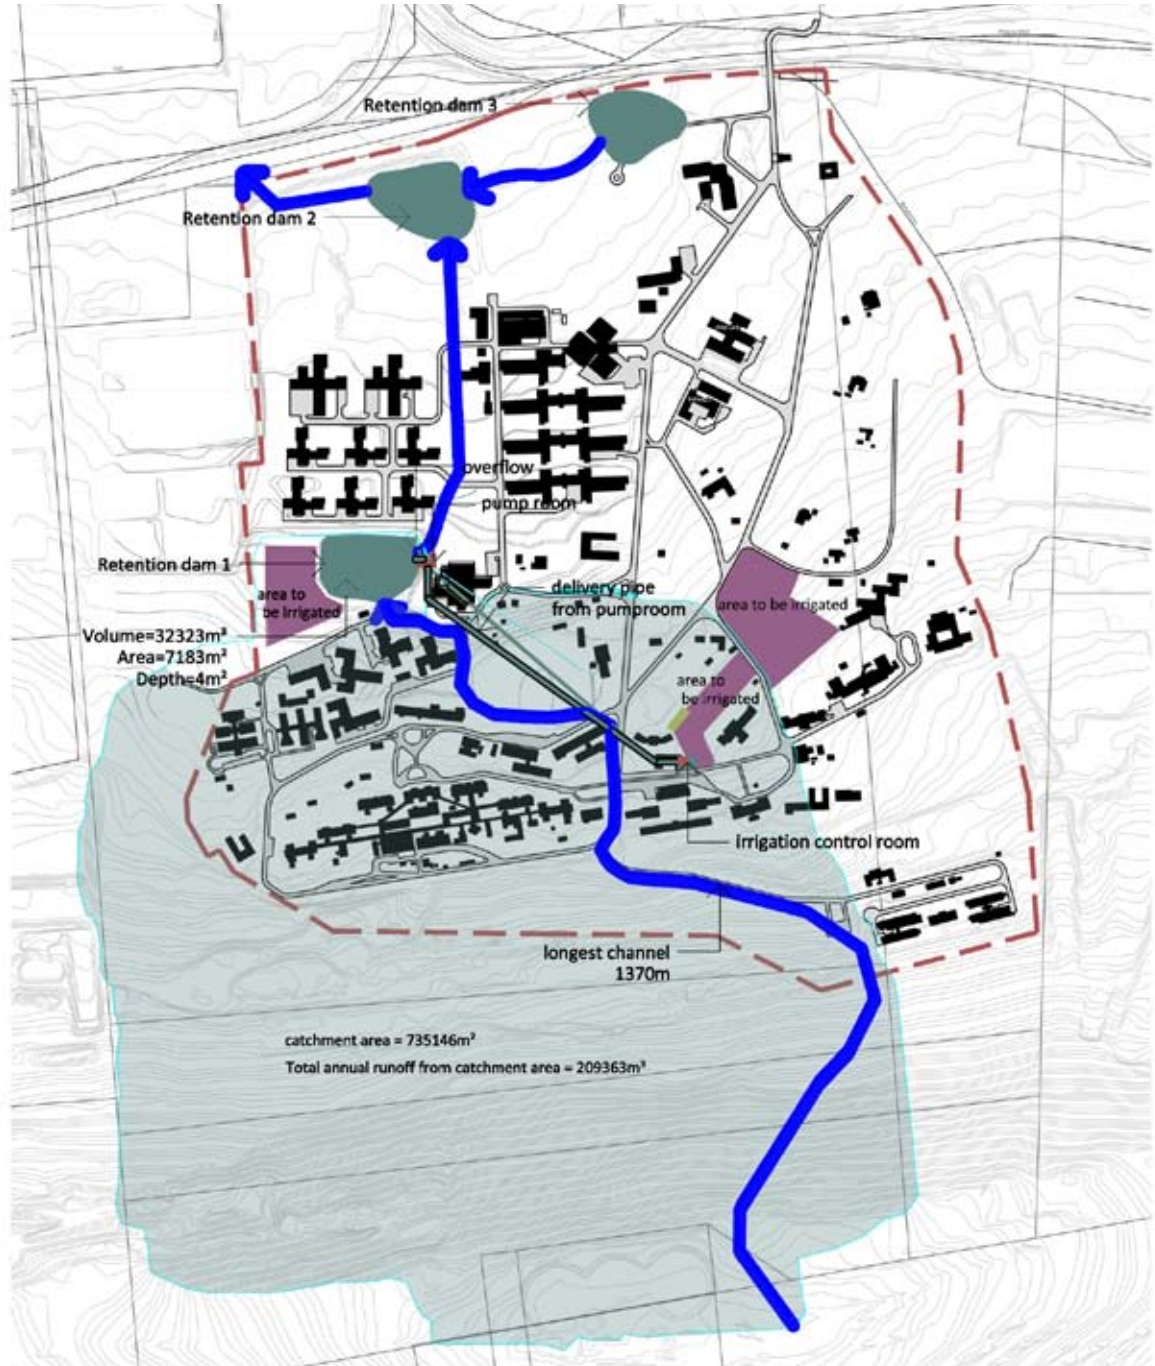 Retention dam 3
Retention dam 2
overflow
pump room
Retention dam 1
area to
be irrigated
delivery pipe
from pumproom
area to be irrigated
Volume=32323m³
Area=7183m²
Depth=4m²
area to
be irrigated
irrigation control room
longest channel
1370m
catchment area = 735146m²
Total annual runoff from catchment area = 209363m³